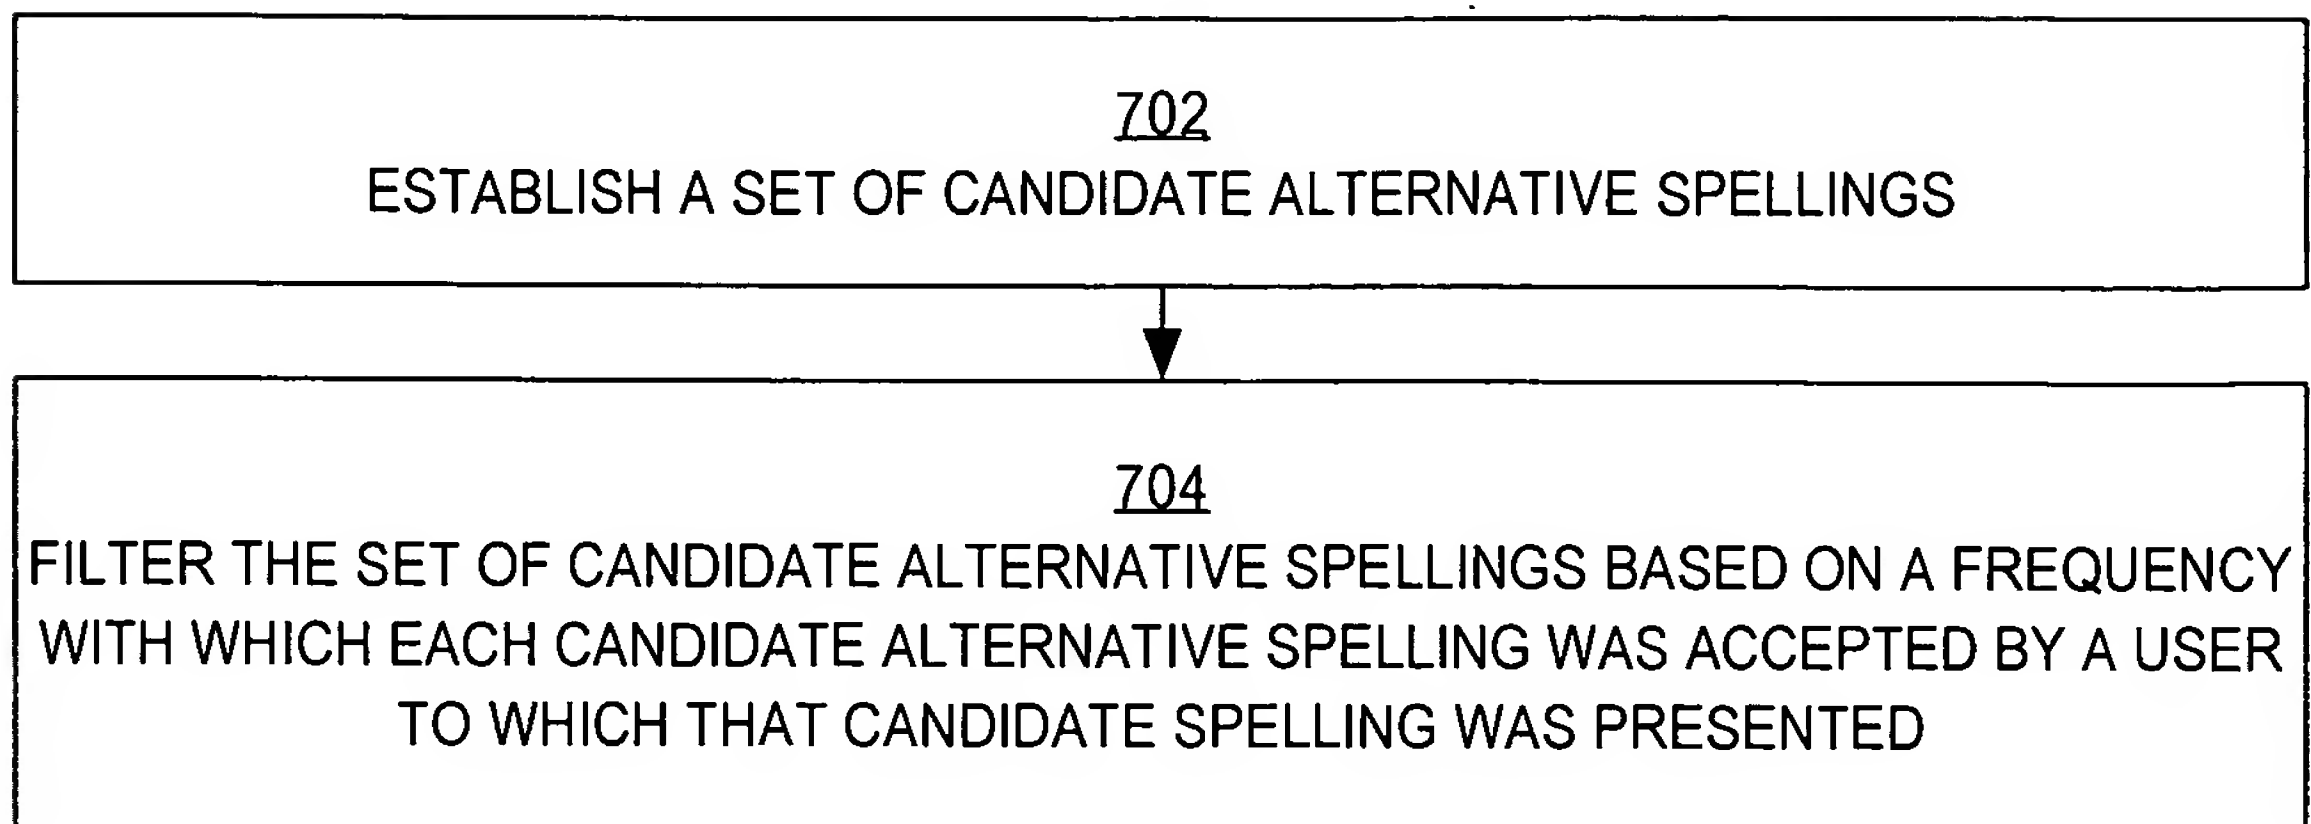 702
ESTABLISH A SET OF CANDIDATE ALTERNATIVE SPELLINGS
704
FILTER THE SET OF CANDIDATE ALTERNATIVE SPELLINGS BASED ON A FREQUENCY
WITH WHICH EACH CANDIDATE ALTERNATIVE SPELLING WAS ACCEPTED BY A USER
TO WHICH THAT CANDIDATE SPELLING WAS PRESENTED